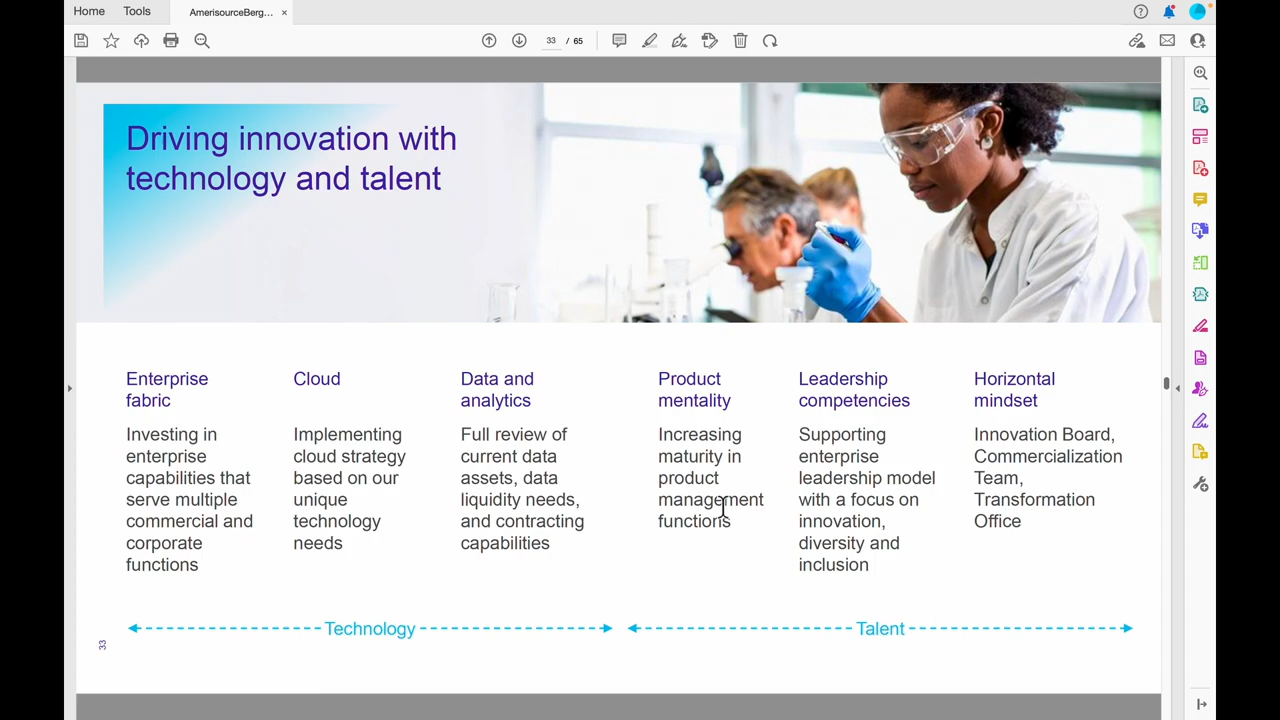 Home
Tools
AmerisourceBerg...
×
33 / 65
Driving innovation with
technology and talent
Enterprise
fabric
Investing in
enterprise
capabilities that
serve multiple
commercial and
corporate
functions
Cloud
Implementing
cloud strategy
based on our
unique
technology
needs
Data and
analytics
Full review of
current data
assets, data
liquidity needs,
and contracting
capabilities
Product
mentality
Increasing
maturity in
product
management
functions
Leadership
competencies
Supporting
enterprise
leadership model
with a focus on
innovation,
diversity and
inclusion
Horizontal
mindset
Innovation Board,
Commercialization
Team,
Transformation
Office
Technology
Talent
33